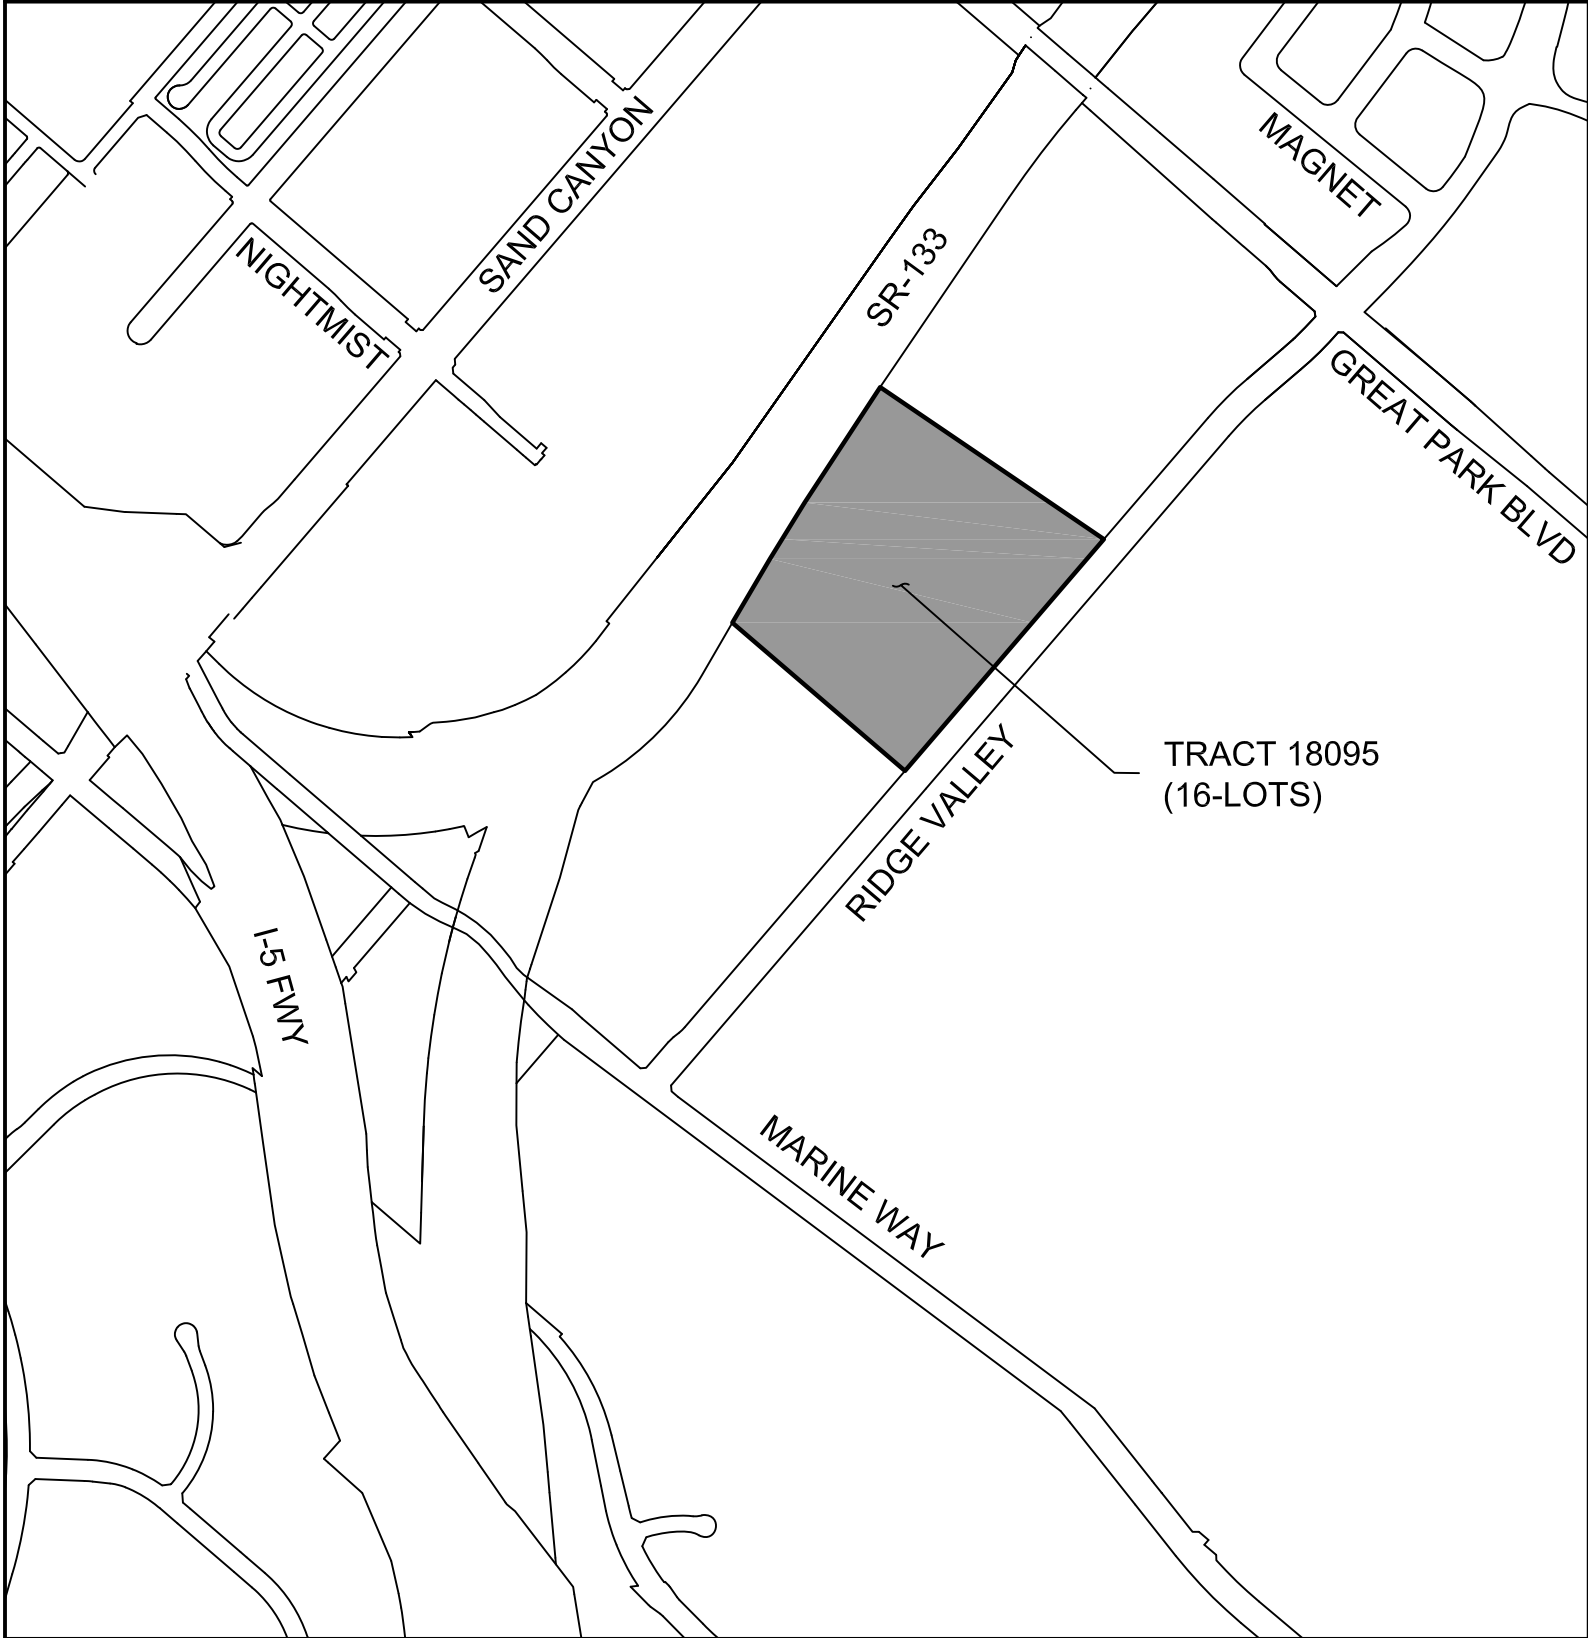 SAND CANYON
MAGNET
NIGHTMIST
SR-133
GREAT PARK BLVD
TRACT 18095
(16-LOTS)
RIDGE VALLEY
I-5 FWY
MARINE WAY